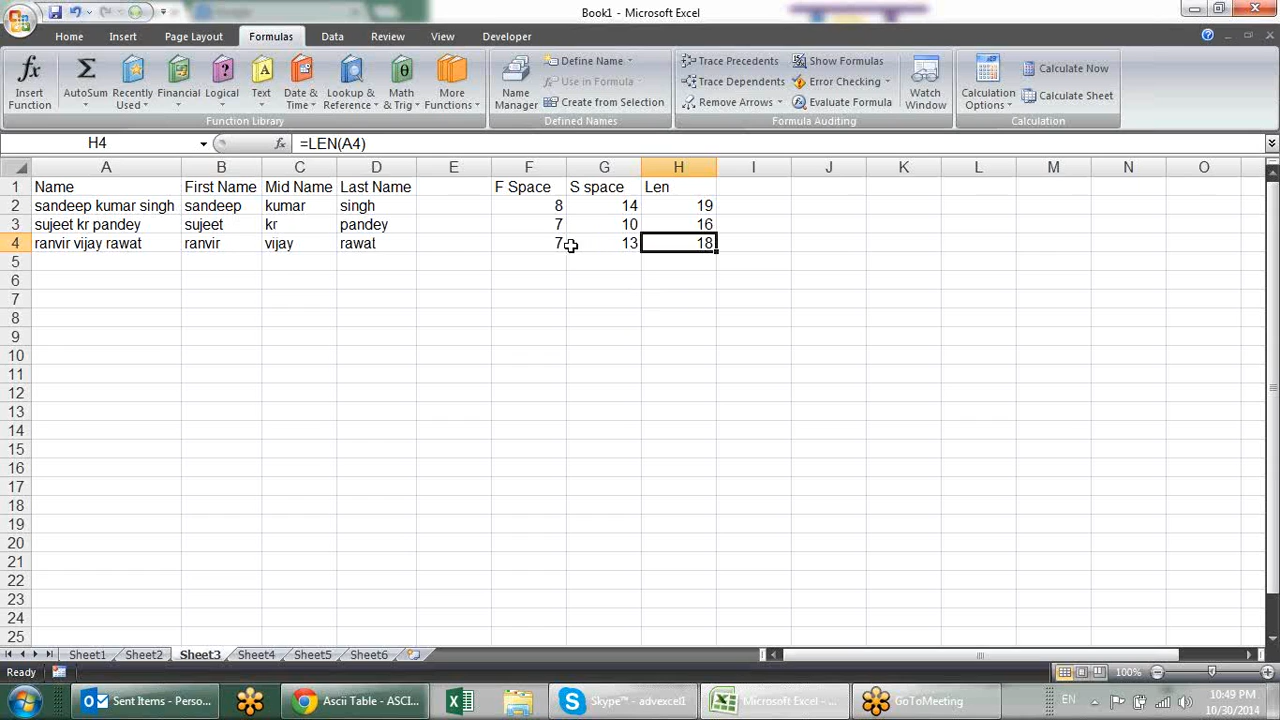 Book1 - Microsoft Excel
Home Insert Page Layout Formulas Data Review View Developer
Insert Function
AutoSum
Recently Used
Financial
Logical
Text
Date & Time
Lookup & Reference
Math & Trig
More Functions
Function Library
Name Manager
Define Name
Use in Formula
Create from Selection
Defined Names
Trace Precedents
Trace Dependents
Remove Arrows
Show Formulas
Error Checking
Evaluate Formula
Formula Auditing
Watch Window
Calculation Options
Calculate Now
Calculate Sheet
Calculation
H4 fx =LEN(A4)
A B C D E F G H I J K L M N O
1 Name First Name Mid Name Last Name F Space S space Len
2 sandeep kumar singh sandeep kumar singh 8 14 19
3 sujeet kr pandey sujeet kr pandey 7 10 16
4 ranvir vijay rawat ranvir vijay rawat 7 13 18
5
6
7
8
9
10
11
12
13
14
15
16
17
18
19
20
21
22
23
24
25
Sheet1 Sheet2 Sheet3 Sheet4 Sheet5 Sheet6
Ready 100%
Sent Items - Perso...
Ascii Table - ASCI...
Skype™ - advexcel1
Microsoft Excel - ...
GoToMeeting
EN
10:49 PM
10/30/2014